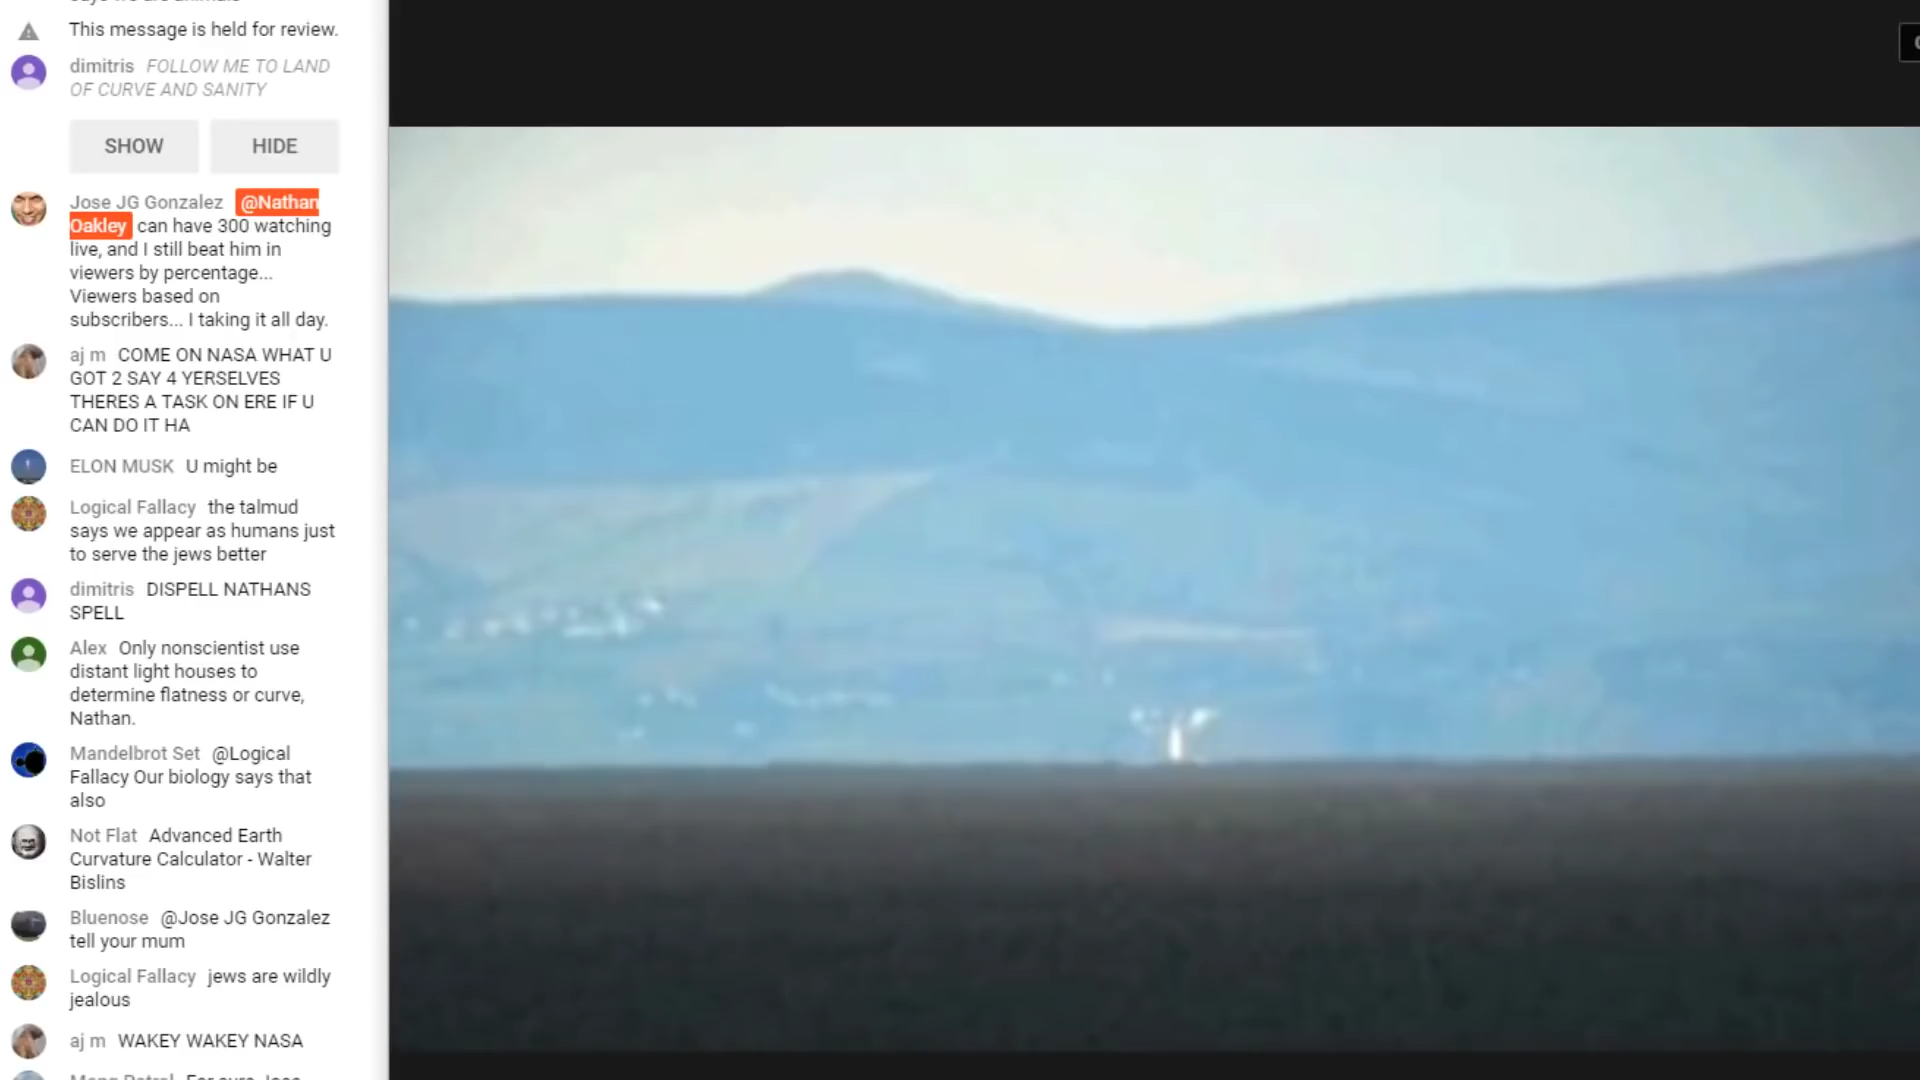 This message is held for review.
dimitris FOLLOW ME TO LAND
OF CURVE AND SANITY
SHOW HIDE
Jose JG Gonzalez @Nathan
Oakley can have 300 watching
live, and I still beat him in
viewers by percentage...
Viewers based on
subscribers... I taking it all day.
aj m COME ON NASA WHAT U
GOT 2 SAY 4 YERSELVES
THERES A TASK ON ERE IF U
CAN DO IT HA
ELON MUSK U might be
Logical Fallacy the talmud
says we appear as humans just
to serve the jews better
dimitris DISPELL NATHANS
SPELL
Alex Only nonscientist use
distant light houses to
determine flatness or curve,
Nathan.
Mandelbrot Set @Logical
Fallacy Our biology says that
also
Not Flat Advanced Earth
Curvature Calculator - Walter
Bislins
Bluenose @Jose JG Gonzalez
tell your mum
Logical Fallacy jews are wildly
jealous
aj m WAKEY WAKEY NASA